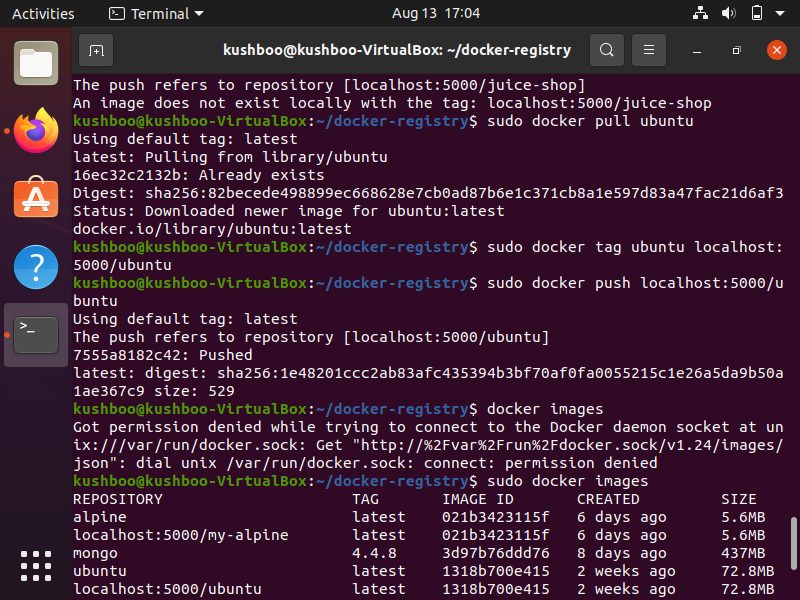 Activities Terminal Aug 13 17:04
kushboo@kushboo-VirtualBox: ~/docker-registry
The push refers to repository [localhost:5000/juice-shop]
An image does not exist locally with the tag: localhost:5000/juice-shop
kushboo@kushboo-VirtualBox:~/docker-registry$ sudo docker pull ubuntu
Using default tag: latest
latest: Pulling from library/ubuntu
16ec32c2132b: Already exists
Digest: sha256:82becede498899ec668628e7cb0ad87b6e1c371cb8a1e597d83a47fac21d6af3
Status: Downloaded newer image for ubuntu:latest
docker.io/library/ubuntu:latest
kushboo@kushboo-VirtualBox:~/docker-registry$ sudo docker tag ubuntu localhost:
5000/ubuntu
kushboo@kushboo-VirtualBox:~/docker-registry$ sudo docker push localhost:5000/u
buntu
Using default tag: latest
The push refers to repository [localhost:5000/ubuntu]
7555a8182c42: Pushed
latest: digest: sha256:1e48201ccc2ab83afc435394b3bf70af0fa0055215c1e26a5da9b50a
1ae367c9 size: 529
kushboo@kushboo-VirtualBox:~/docker-registry$ docker images
Got permission denied while trying to connect to the Docker daemon socket at un
ix:///var/run/docker.sock: Get "http://%2Fvar%2Frun%2Fdocker.sock/v1.24/images/
json": dial unix /var/run/docker.sock: connect: permission denied
kushboo@kushboo-VirtualBox:~/docker-registry$ sudo docker images
REPOSITORY TAG IMAGE ID CREATED SIZE
alpine latest 021b3423115f 6 days ago 5.6MB
localhost:5000/my-alpine latest 021b3423115f 6 days ago 5.6MB
mongo 4.4.8 3d97b76ddd76 8 days ago 437MB
ubuntu latest 1318b700e415 2 weeks ago 72.8MB
localhost:5000/ubuntu latest 1318b700e415 2 weeks ago 72.8MB